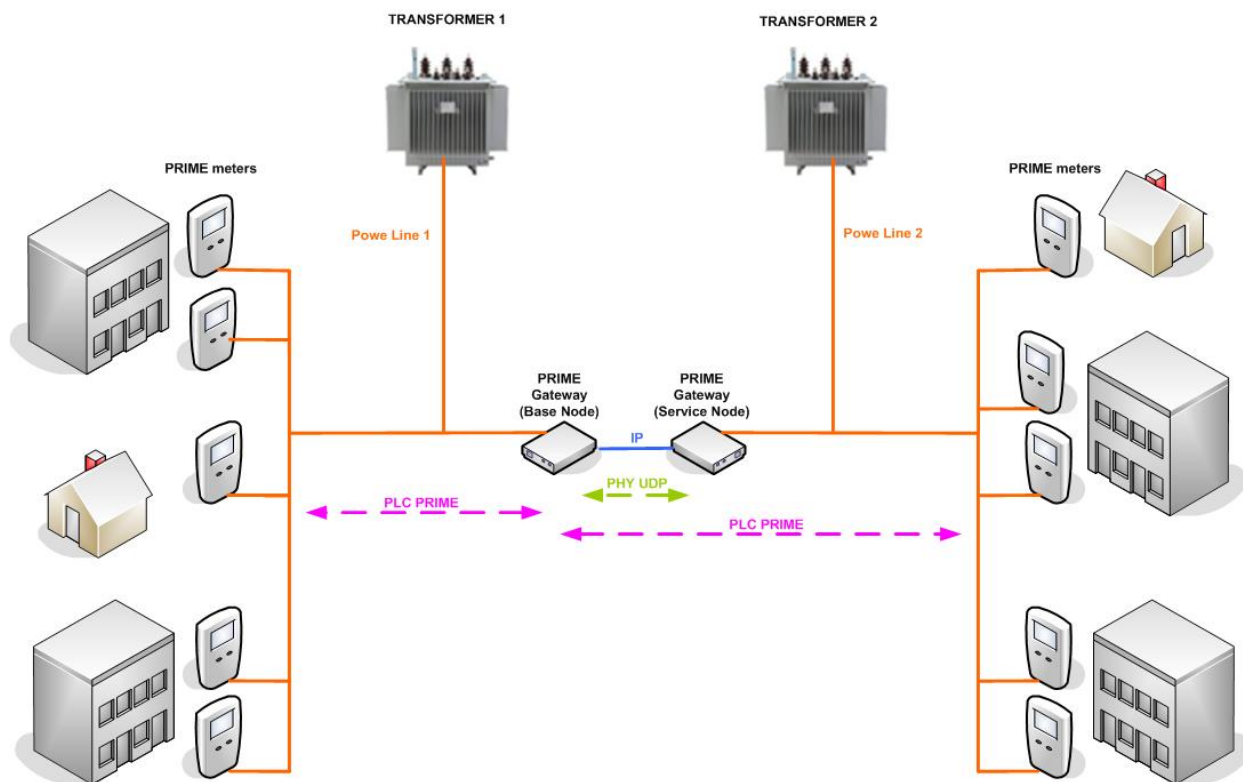 TRANSFORMER 1
TRANSFORMER 2
PRIME meters
PRIME meters
Powe Line 1
Powe Line 2
PRIME
Gateway
(Base Node)
PRIME
Gateway
(Service Node)
IP
PHY UDP
PLC PRIME
PLC PRIME